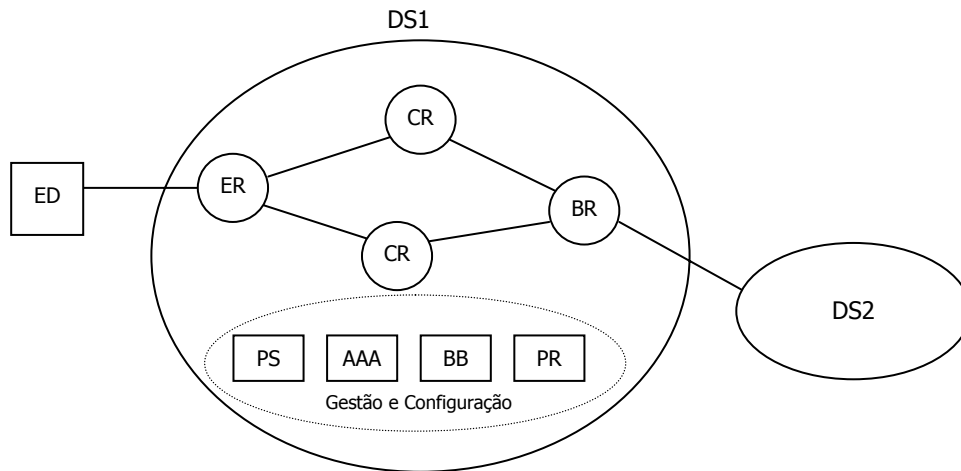 DS1
CR
ER
ED
BR
CR
DS2
PS
AAA
BB
PR
Gestão e Configuração